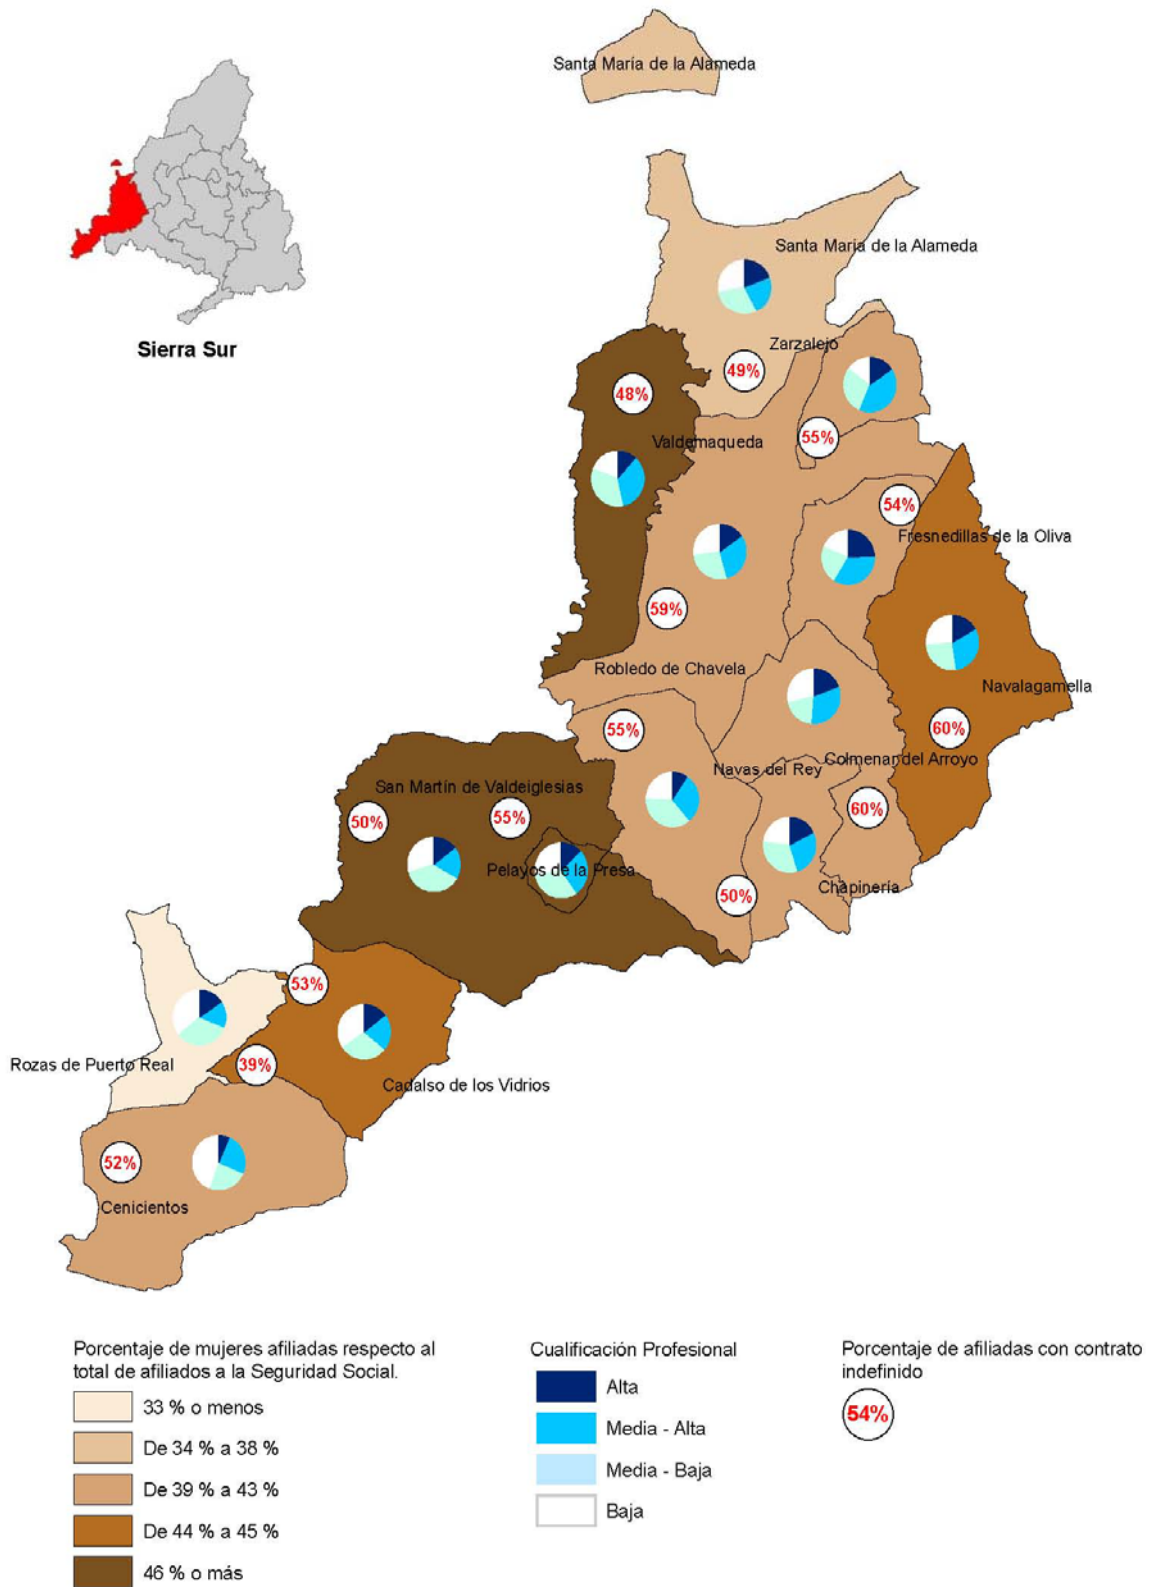 Santa María de la Alameda
Sierra Sur
Santa María de la Alameda
Zarzalejo
49%
48%
Valdemaqueda
55%
54%
Fresnedillas de la Oliva
59%
Robledo de Chavela
Navalagamella
60%
55%
Navas del Rey
Colmenar del Arroyo
San Martín de Valdeiglesias
50%
55%
60%
Pelayos de la Presa
Chapinería
50%
53%
Rozas de Puerto Real
39%
Cadalso de los Vidrios
52%
Cenicientos
Porcentaje de mujeres afiliadas respecto al
total de afiliados a la Seguridad Social.
33 % o menos
De 34 % a 38 %
De 39 % a 43 %
De 44 % a 45 %
46 % o más
Cualificación Profesional
Alta
Media - Alta
Media - Baja
Baja
Porcentaje de afiliadas con contrato
indefinido
54%